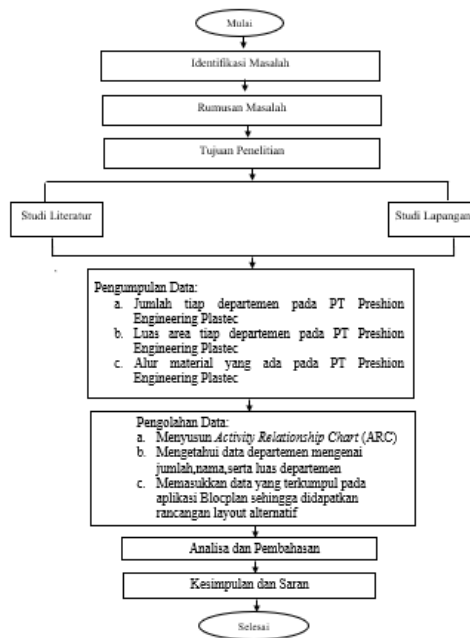 Mulai
Identifikasi Masalah
Rumusan Masalah
Tujuan Penelitian
Studi Literatur
Studi Lapangan
Pengumpulan Data:
a. Jumlah tiap departemen pada PT Preshion
Engineering Plastec
b. Luas area tiap departemen pada PT Preshion
Engineering Plastec
c. Alur material yang ada pada PT Preshion
Engineering Plastec
Pengolahan Data:
a. Menyusun Activity Relationship Chart (ARC)
b. Mengetahui data departemen mengenai
jumlah,nama,serta luas departemen
c. Memasukkan data yang terkumpul pada
aplikasi Blocplan sehingga didapatkan
rancangan layout alternatif
Analisa dan Pembahasan
Kesimpulan dan Saran
Selesai